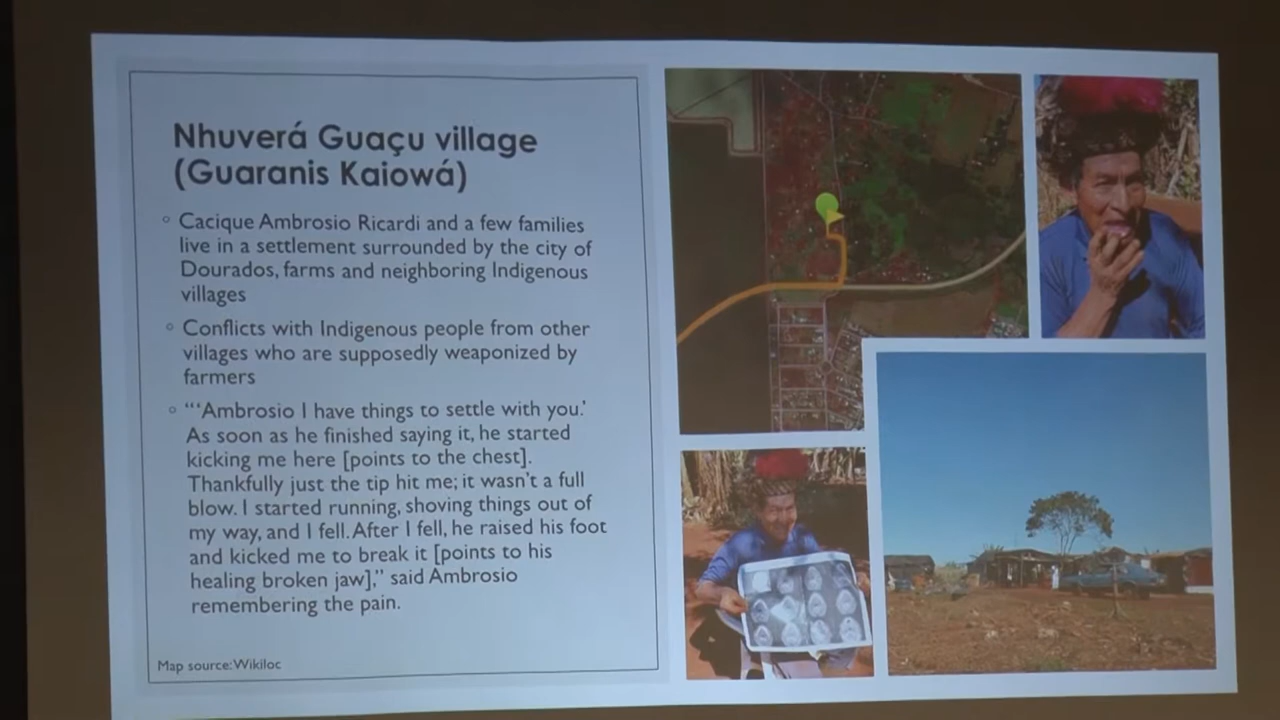 Nhuverá Guaçu village
(Guaranis Kaiowá)
◦ Cacique Ambrosio Ricardi and a few families
live in a settlement surrounded by the city of
Dourados, farms and neighboring Indigenous
villages
◦ Conflicts with Indigenous people from other
villages who are supposedly weaponized by
farmers
◦ “‘Ambrosio I have things to settle with you.’
As soon as he finished saying it, he started
kicking me here [points to the chest].
Thankfully just the tip hit me; it wasn’t a full
blow. I started running, shoving things out of
my way, and I fell. After I fell, he raised his foot
and kicked me to break it [points to his
healing broken jaw],” said Ambrosio
remembering the pain.
Map source: Wikiloc